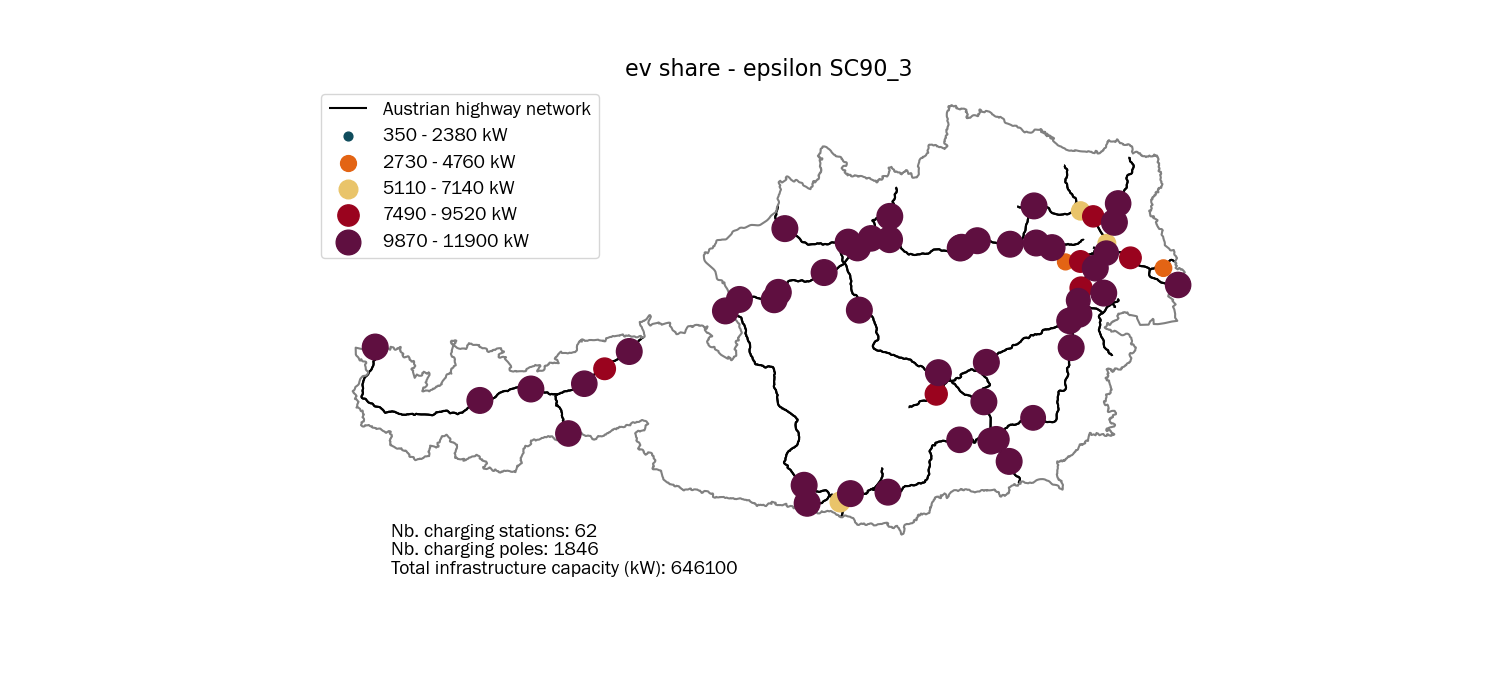 ev share - epsilon SC90_3
Austrian highway network
350 - 2380 kW
2730 - 4760 kW
5110 - 7140 kW
7490 - 9520 kW
9870 - 11900 kW
Nb. charging stations: 62
Nb. charging poles: 1846
Total infrastructure capacity (kW): 646100